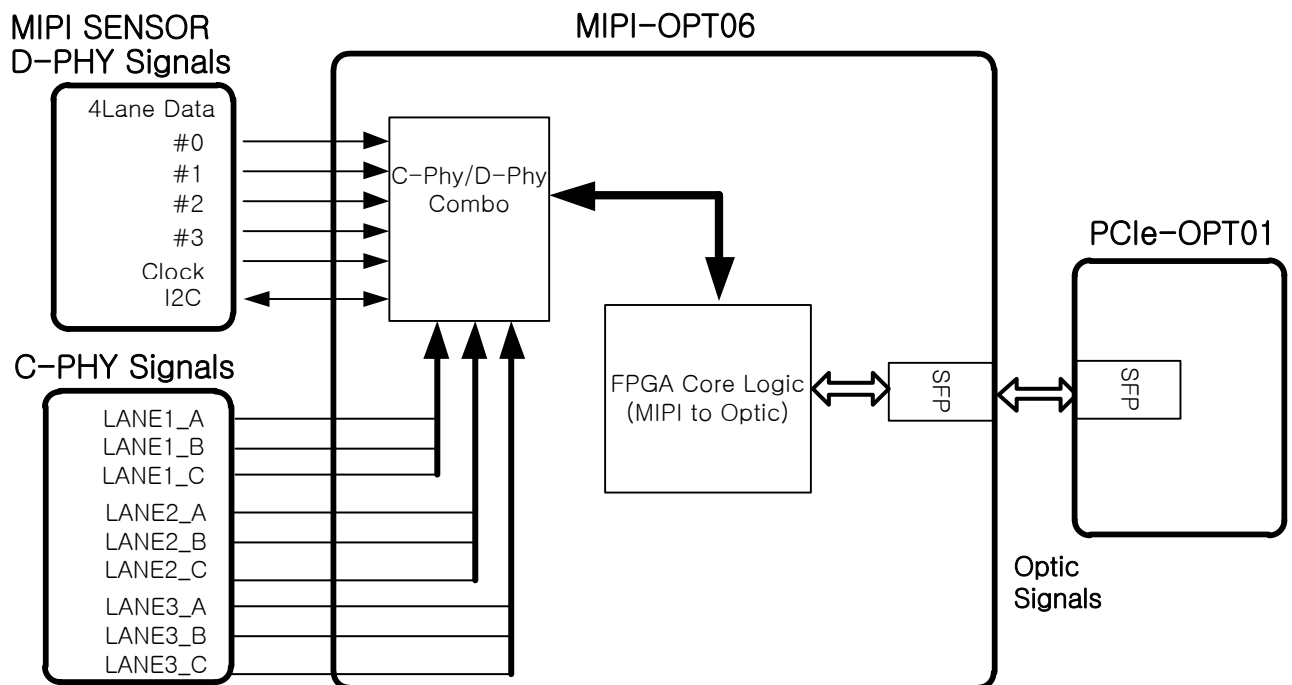 MIPI SENSOR
D-PHY Signals
4Lane Data
#0
#1
#2
#3
Clock
I2C
C-PHY Signals
LANE1_A
LANE1_B
LANE1_C
LANE2_A
LANE2_B
LANE2_C
LANE3_A
LANE3_B
LANE3_C
MIPI-OPT06
C-Phy/D-Phy
Combo
FPGA Core Logic
(MIPI to Optic)
SFP
PCIe-OPT01
SFP
Optic
Signals